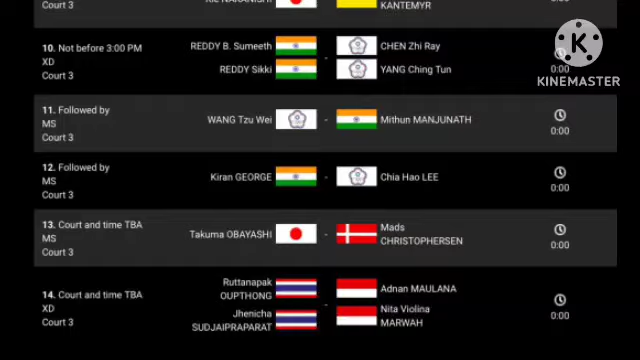 Court 3
KANTEMYR
0:00
10. Not before 3:00 PM
XD
Court 3
REDDY B. Sumeeth
REDDY Sikki
-
CHEN Zhi Ray
YANG Ching Tun
0:00
K
KINEMASTER
11. Followed by
MS
Court 3
WANG Tzu Wei
-
Mithun MANJUNATH
0:00
12. Followed by
MS
Court 3
Kiran GEORGE
-
Chia Hao LEE
0:00
13. Court and time TBA
MS
Court 3
Takuma OBAYASHI
-
Mads
CHRISTOPHERSEN
0:00
14. Court and time TBA
XD
Court 3
Ruttanapak
OUPTHONG
Jhenicha
SUDJAIPRAPARAT
-
Adnan MAULANA
Nita Violina
MARWAH
0:00